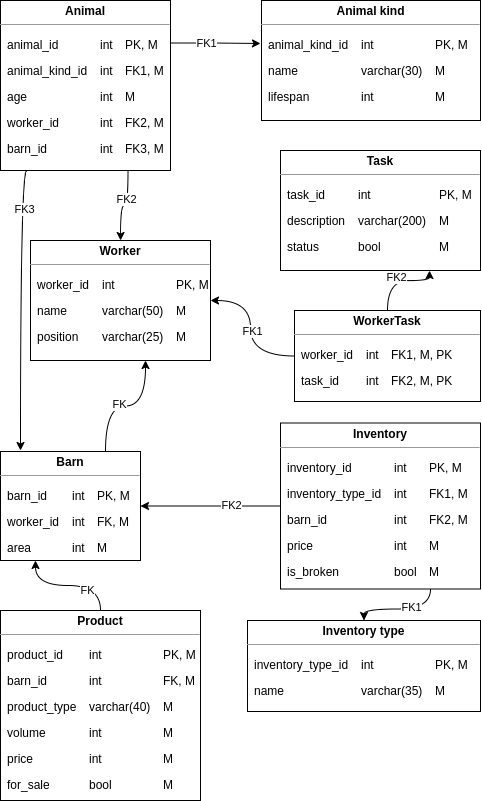 Animal
animal_id int PK, M
animal_kind_id int FK1, M
age int M
worker_id int FK2, M
barn_id int FK3, M
FK1
Animal kind
animal_kind_id int PK, M
name varchar(30) M
lifespan int M
FK3
FK2
Task
task_id int PK, M
description varchar(200) M
status bool M
Worker
worker_id int PK, M
name varchar(50) M
position varchar(25) M
FK2
WorkerTask
worker_id int FK1, M, PK
task_id int FK2, M, PK
FK1
FK
Barn
barn_id int PK, M
worker_id int FK, M
area int M
FK2
Inventory
inventory_id int PK, M
inventory_type_id int FK1, M
barn_id int FK2, M
price int M
is_broken bool M
FK
FK1
Product
product_id int PK, M
barn_id int FK, M
product_type varchar(40) M
volume int M
price int M
for_sale bool M
Inventory type
inventory_type_id int PK, M
name varchar(35) M